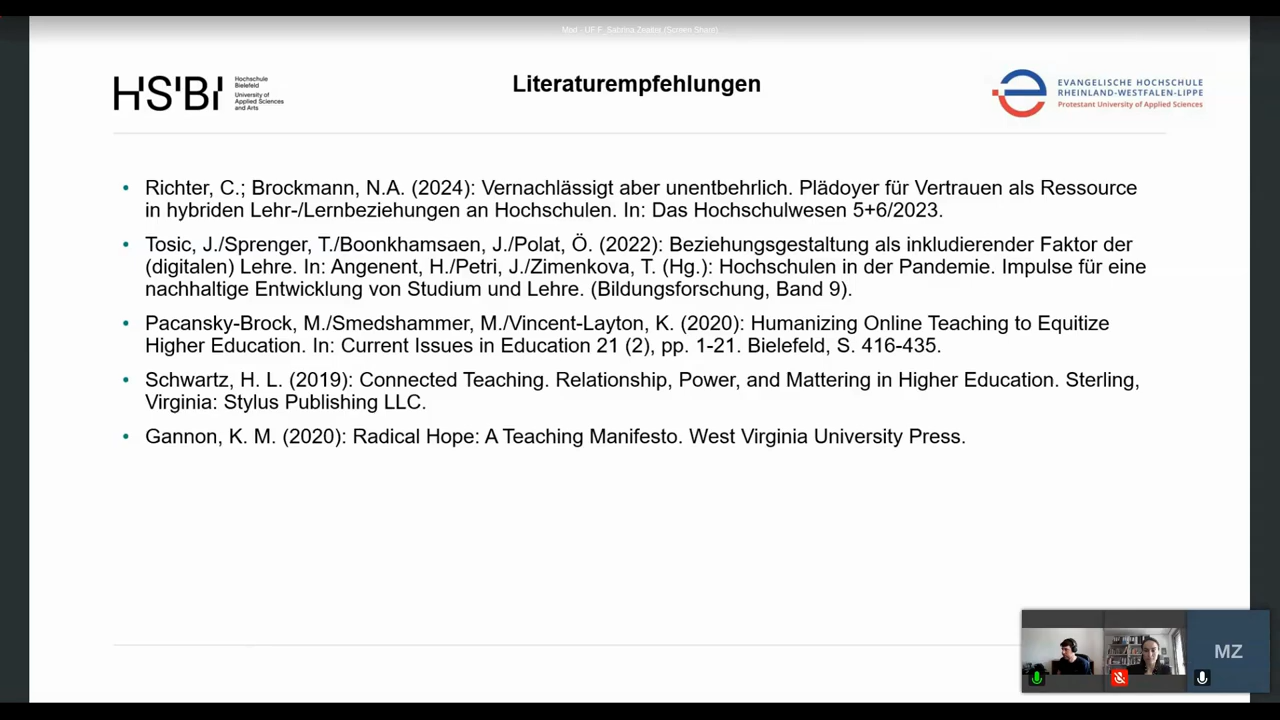 Mod - UF F. Sabrina Zeaiter (Screen Share)
HS'BI
Hochschule
Bielefeld
University of
Applied Sciences
and Arts
Literaturempfehlungen
EVANGELISCHE HOCHSCHULE
RHEINLAND-WESTFALEN-LIPPE
Protestant University of Applied Sciences
• Richter, C.; Brockmann, N.A. (2024): Vernachlässigt aber unentbehrlich. Plädoyer für Vertrauen als Ressource
in hybriden Lehr-/Lernbeziehungen an Hochschulen. In: Das Hochschulwesen 5+6/2023.
• Tosic, J./Sprenger, T./Boonkhamsaen, J./Polat, Ö. (2022): Beziehungsgestaltung als inkludierender Faktor der
(digitalen) Lehre. In: Angenent, H./Petri, J./Zimenkova, T. (Hg.): Hochschulen in der Pandemie. Impulse für eine
nachhaltige Entwicklung von Studium und Lehre. (Bildungsforschung, Band 9).
• Pacansky-Brock, M./Smedshammer, M./Vincent-Layton, K. (2020): Humanizing Online Teaching to Equitize
Higher Education. In: Current Issues in Education 21 (2), pp. 1-21. Bielefeld, S. 416-435.
• Schwartz, H. L. (2019): Connected Teaching. Relationship, Power, and Mattering in Higher Education. Sterling,
Virginia: Stylus Publishing LLC.
• Gannon, K. M. (2020): Radical Hope: A Teaching Manifesto. West Virginia University Press.
MZ